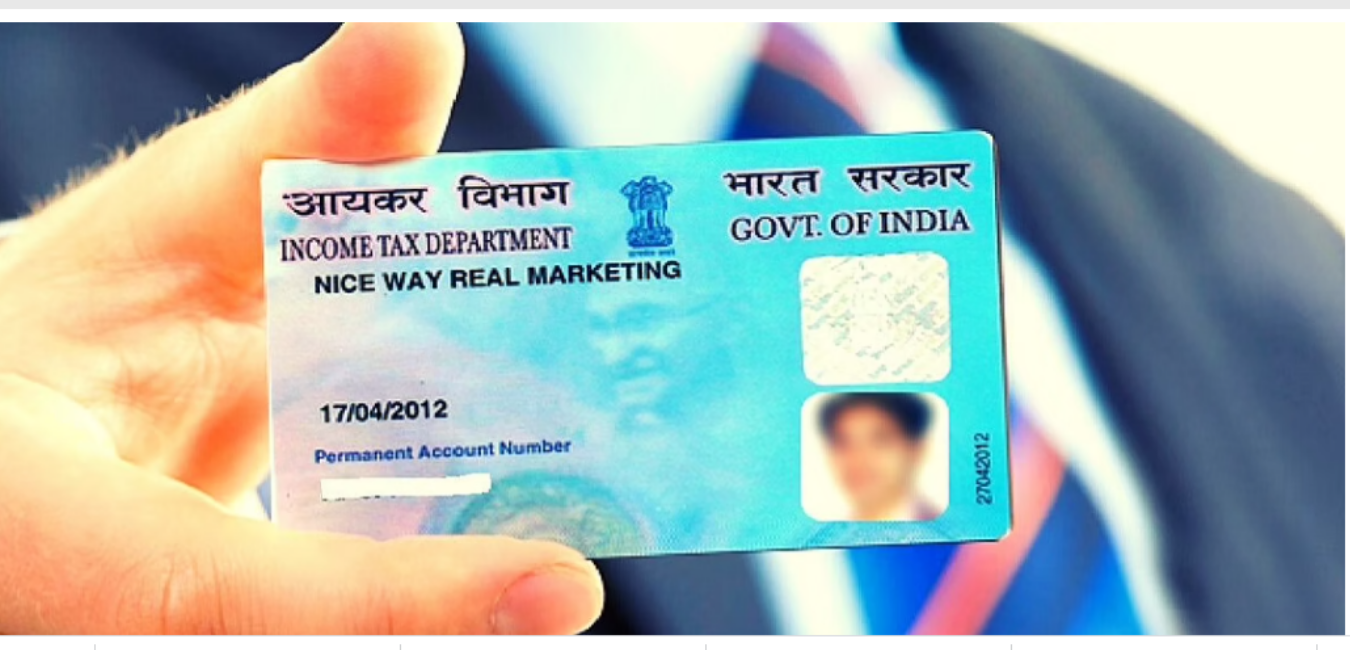 आयकर विभाग
INCOME TAX DEPARTMENT
भारत सरकार
GOVT. OF INDIA
NICE WAY REAL MARKETING
17/04/2012
Permanent Account Number
27042012